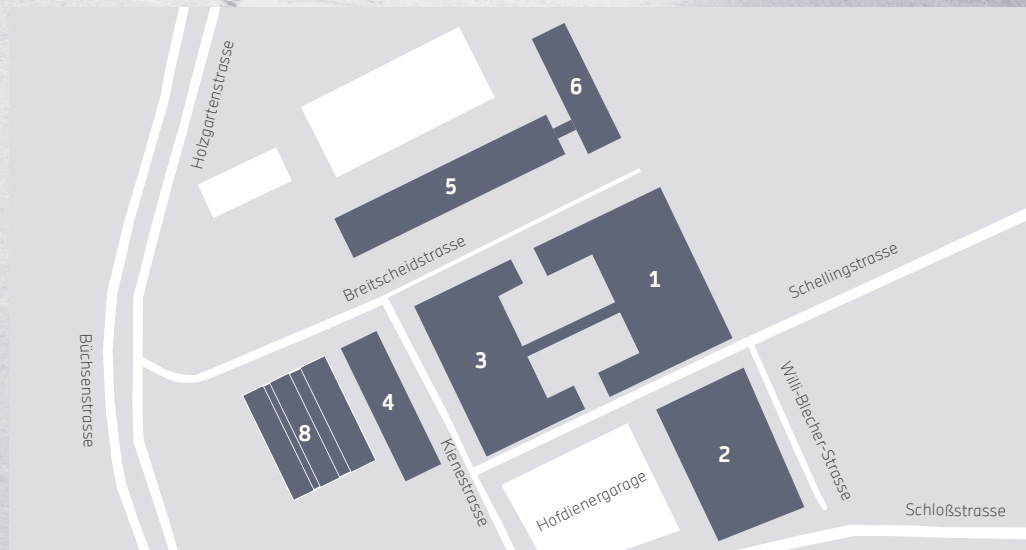 Holzgartenstrasse
6
5
Breitscheidstrasse
1
Schellingstrasse
Büchsenstrasse
3
4
8
Kienestrasse
2
Willi-Blecher-Strasse
Hofdienergarage
Schloßstrasse